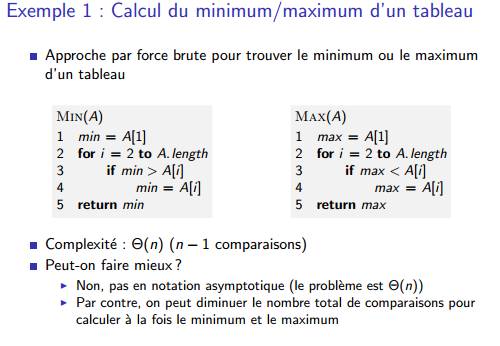 Exemple 1 : Calcul du minimum/maximum d'un tableau
Approche par force brute pour trouver le minimum ou le maximum
d'un tableau
MIN(A)
1 min = A[1]
2 for i = 2 to A.length
3 if min > A[i]
4 min = A[i]
5 return min
MAX(A)
1 max = A[1]
2 for i = 2 to A.length
3 if max < A[i]
4 max = A[i]
5 return max
Complexité : Θ(n) (n − 1 comparaisons)
Peut-on faire mieux ?
Non, pas en notation asymptotique (le problème est Θ(n))
Par contre, on peut diminuer le nombre total de comparaisons pour
calculer à la fois le minimum et le maximum